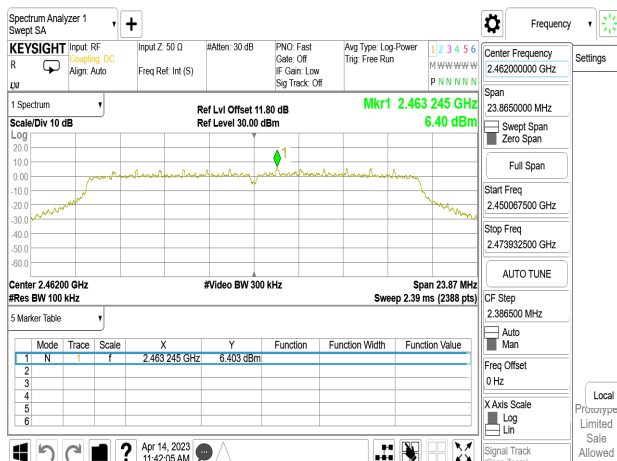 Spectrum Analyzer 1
Swept SA
KEYSIGHT
R
Input: RF
Coupling: DC
Align: Auto
Input Z: 50 Ω
Freq Ref: Int (S)
#Atten: 30 dB
PNO: Fast
Gate: Off
IF Gain: Low
Sig Track: Off
Avg Type: Log-Power
Trig: Free Run
1 2 3 4 5 6
M W W W W W
P N N N N N
1 Spectrum
Scale/Div 10 dB
Ref Lvl Offset 11.80 dB
Ref Level 30.00 dBm
Mkr1 2.463 245 GHz
6.40 dBm
Log
20.0
10.0
0.00
-10.0
-20.0
-30.0
-40.0
-50.0
-60.0
1
Center 2.46200 GHz
#Res BW 100 kHz
#Video BW 300 kHz
Span 23.87 MHz
Sweep 2.39 ms (2388 pts)
5 Marker Table
Mode Trace Scale X Y Function Function Width Function Value
1 N 1 f 2.463 245 GHz 6.403 dBm
2
3
4
5
6
?
Apr 14, 2023
11:42:05 AM
Frequency
Center Frequency
2.462000000 GHz
Span
23.8650000 MHz
Swept Span
Zero Span
Full Span
Start Freq
2.450067500 GHz
Stop Freq
2.473932500 GHz
AUTO TUNE
CF Step
2.386500 MHz
Auto
Man
Freq Offset
0 Hz
X Axis Scale
Log
Lin
Signal Track
(Span Zoom)
Settings
Local
Prototype
Limited
Sale
Allowed